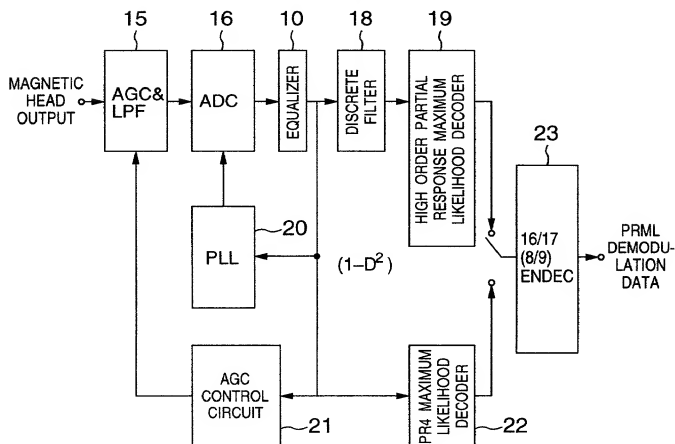 15
16
10
18
19
MAGNETIC
HEAD
OUTPUT
AGC&
LPF
ADC
EQUALIZER
DISCRETE
FILTER
HIGH ORDER PARTIAL
RESPONSE MAXIMUM
LIKELIHOOD DECODER
23
16/17
(8/9)
ENDEC
PRML
DEMODU-
LATION
DATA
20
PLL
(1-D²)
AGC
CONTROL
CIRCUIT
21
PR4 MAXIMUM
LIKELIHOOD
DECODER
22